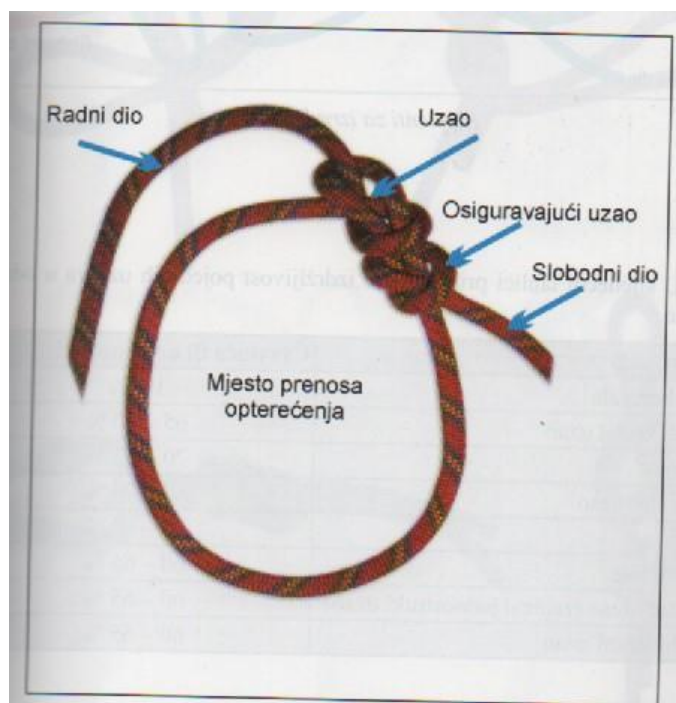 Radni dio
Uzao
Osiguravajući uzao
Slobodni dio
Mjesto prenosa
opterećenja